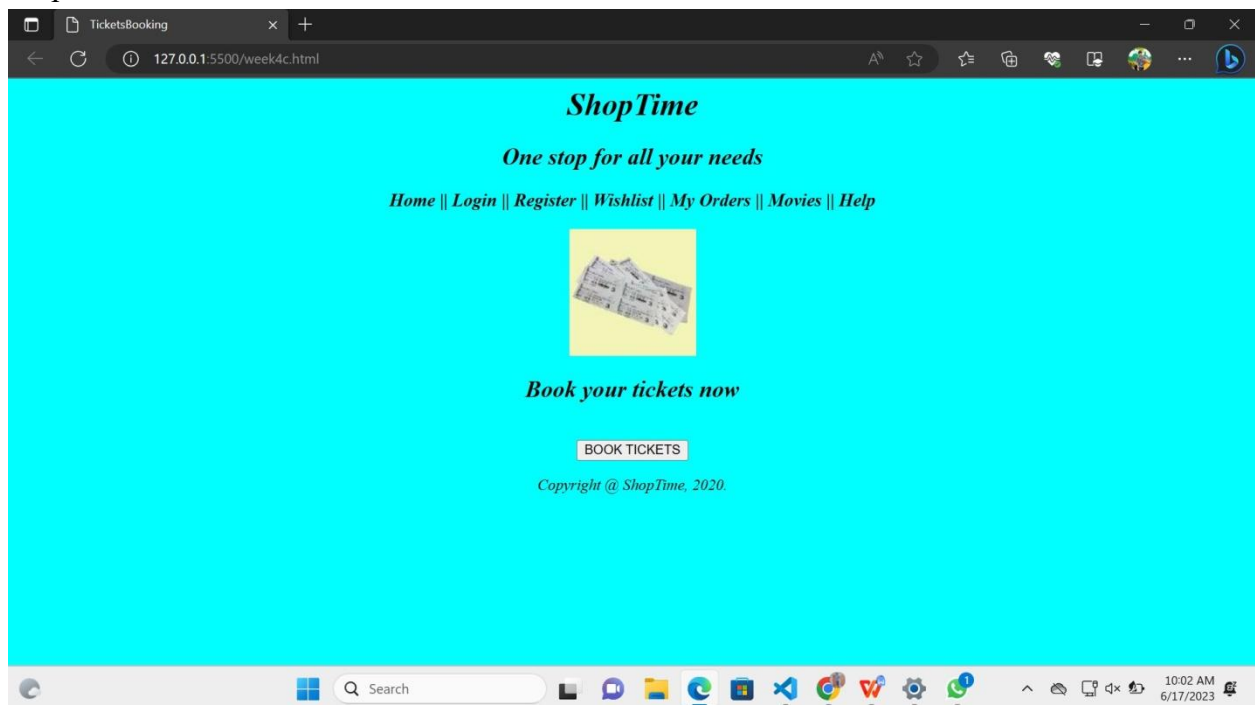 TicketsBooking
127.0.0.1:5500/week4c.html
ShopTime
One stop for all your needs
Home || Login || Register || Wishlist || My Orders || Movies || Help
Book your tickets now
BOOK TICKETS
Copyright @ ShopTime, 2020.
Search
10:02 AM
6/17/2023